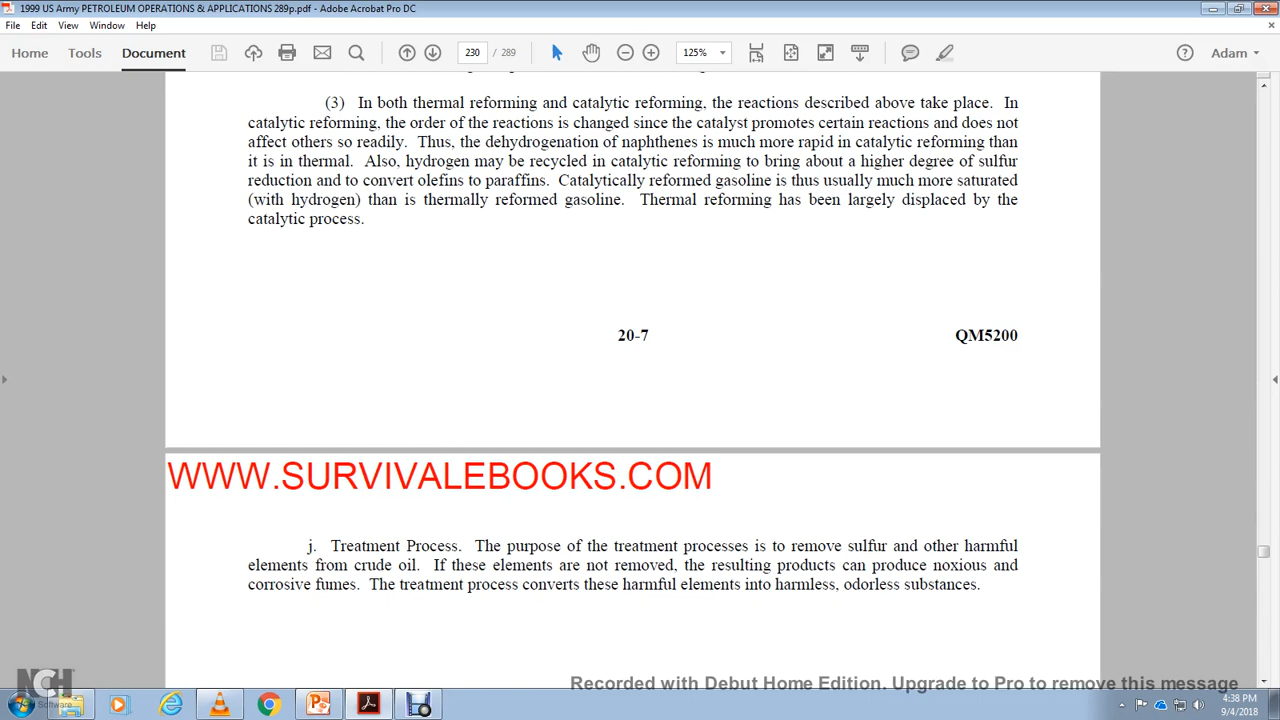 1999 US Army PETROLEUM OPERATIONS & APPLICATIONS 289p.pdf - Adobe Acrobat Pro DC
File Edit View Window Help
Home Tools Document 230 / 289 125% Adam
(3) In both thermal reforming and catalytic reforming, the reactions described above take place. In
catalytic reforming, the order of the reactions is changed since the catalyst promotes certain reactions and does not
affect others so readily. Thus, the dehydrogenation of naphthenes is much more rapid in catalytic reforming than
it is in thermal. Also, hydrogen may be recycled in catalytic reforming to bring about a higher degree of sulfur
reduction and to convert olefins to paraffins. Catalytically reformed gasoline is thus usually much more saturated
(with hydrogen) than is thermally reformed gasoline. Thermal reforming has been largely displaced by the
catalytic process.
20-7 QM5200
WWW.SURVIVALEBOOKS.COM
j. Treatment Process. The purpose of the treatment processes is to remove sulfur and other harmful
elements from crude oil. If these elements are not removed, the resulting products can produce noxious and
corrosive fumes. The treatment process converts these harmful elements into harmless, odorless substances.
NCH
Software
Recorded with Debut Home Edition. Upgrade to Pro to remove this message
4:38 PM
9/4/2018